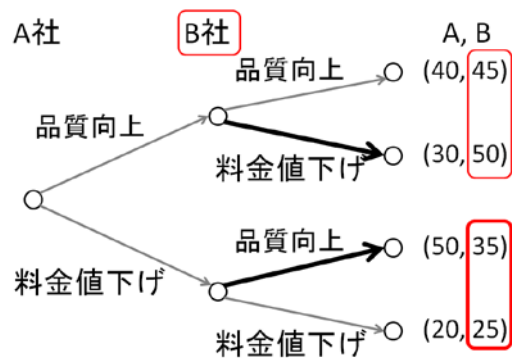 A社
B社
A, B
品質向上
(40, 45)
品質向上
料金値下げ
(30, 50)
品質向上
(50, 35)
料金値下げ
料金値下げ
(20, 25)